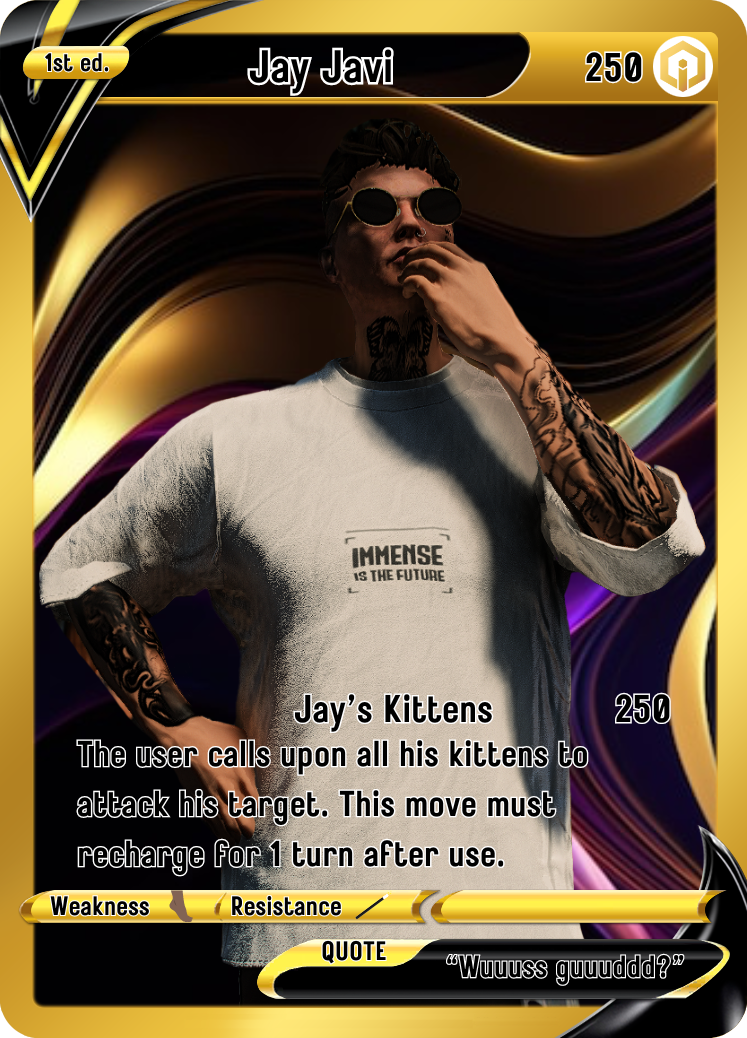 1st ed.
Jay Javi
250
IMMENSE
IS THE FUTURE
Jay's Kittens 250
The user calls upon all his kittens to
attack his target. This move must
recharge for 1 turn after use.
Weakness Resistance
QUOTE
“Wuuuss guuuddd?”